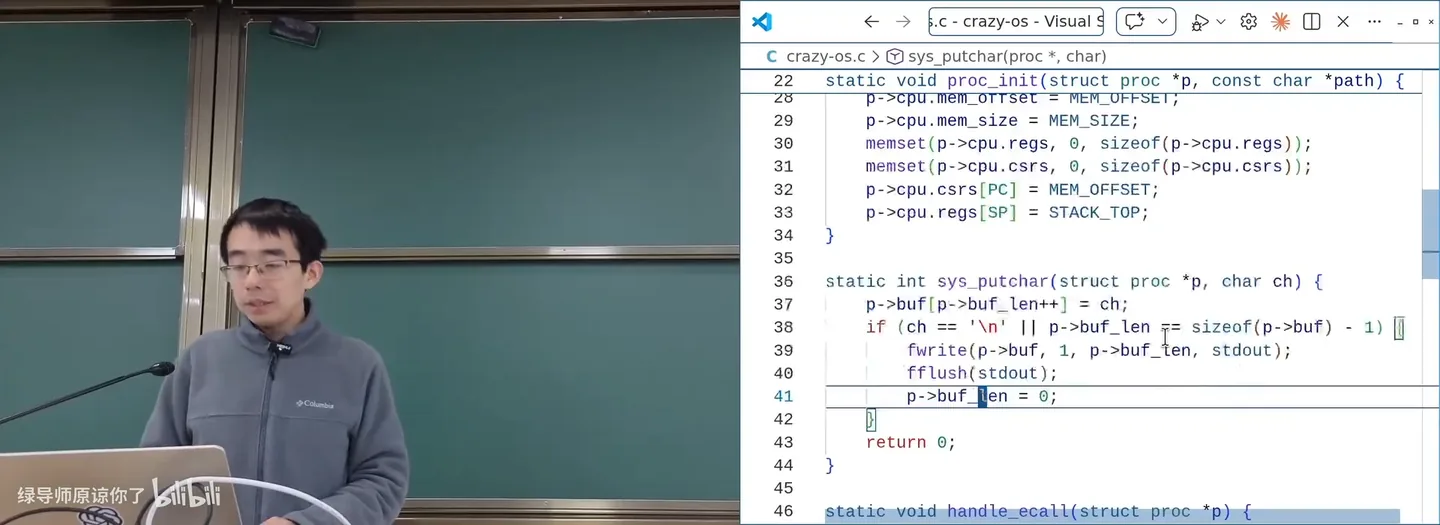 Columbia
绿导师原谅你了 bilibili
s.c - crazy-os - Visual S
crazy-os.c > sys_putchar(proc *, char)
22 static void proc_init(struct proc *p, const char *path) {
28 p->cpu.mem_offset = MEM_OFFSET;
29 p->cpu.mem_size = MEM_SIZE;
30 memset(p->cpu.regs, 0, sizeof(p->cpu.regs));
31 memset(p->cpu.csrs, 0, sizeof(p->cpu.csrs));
32 p->cpu.csrs[PC] = MEM_OFFSET;
33 p->cpu.regs[SP] = STACK_TOP;
34 }
35
36 static int sys_putchar(struct proc *p, char ch) {
37 p->buf[p->buf_len++] = ch;
38 if (ch == '\n' || p->buf_len == sizeof(p->buf) - 1) {
39 fwrite(p->buf, 1, p->buf_len, stdout);
40 fflush(stdout);
41 p->buf_len = 0;
42 }
43 return 0;
44 }
45
46 static void handle_ecall(struct proc *p) {